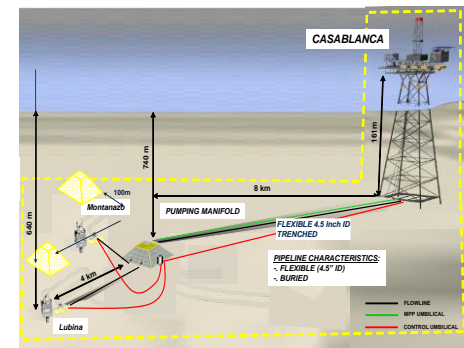 CASABLANCA
161m
740 m
640 m
100m
Montanazo
8 km
PUMPING MANIFOLD
FLEXIBLE 4.5 Inch ID
TRENCHED
4 km
Lubina
PIPELINE CHARACTERISTICS:
-. FLEXIBLE (4.5" ID)
-. BURIED
FLOWLINE
MPP UMBILICAL
CONTROL UMBILICAL